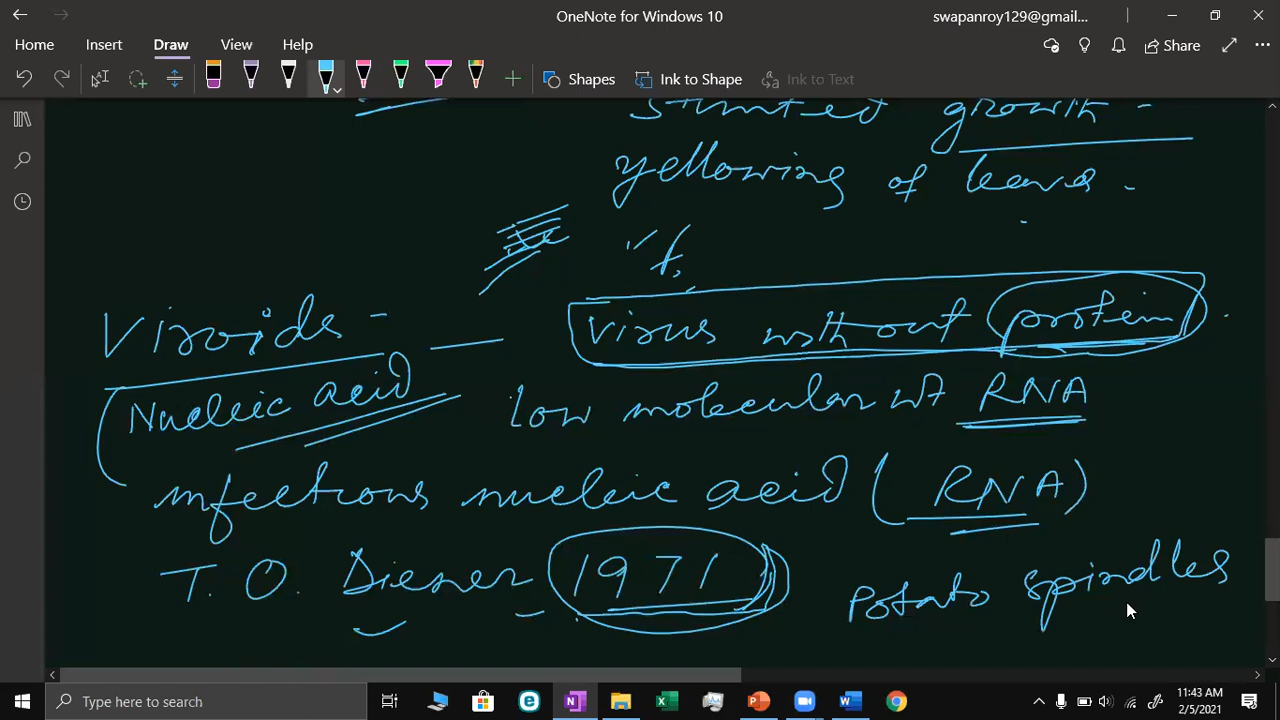 OneNote for Windows 10
swapanroy129@gmail...
Home Insert Draw View Help
Share
Shapes Ink to Shape Ink to Text
stunted growth -
yellowing of leaves -
Viroids - — Virus without protein
Nucleic acid
low molecular wt RNA
infectious nucleic acid (RNA)
T. O. Diener 1971 Potato spindles
Type here to search
11:43 AM
2/5/2021